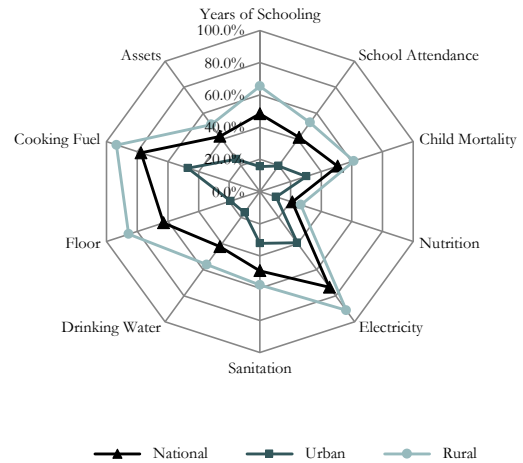 Years of Schooling
100.0%
Assets
School Attendance
80.0%
60.0%
40.0%
Cooking Fuel
Child Mortality
20.0%
0.0%
Floor
Nutrition
Drinking Water
Electricity
Sanitation
National Urban Rural